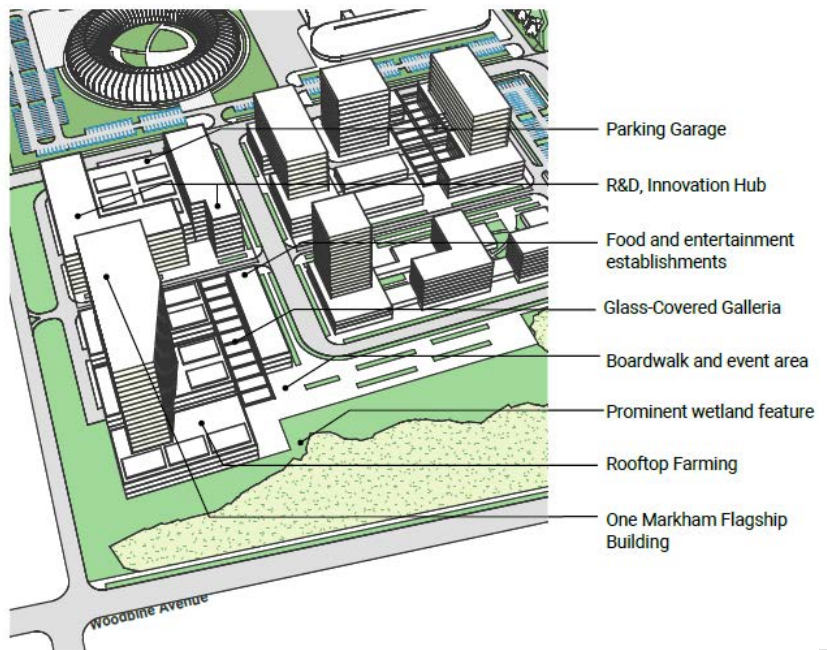 Parking Garage
R&D, Innovation Hub
Food and entertainment
establishments
Glass-Covered Galleria
Boardwalk and event area
Prominent wetland feature
Rooftop Farming
One Markham Flagship
Building
Woodbine Avenue